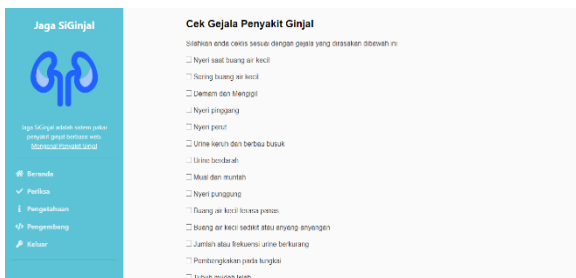 Jaga SiGinjal
Jaga SiGinjal adalah sistem pakar
penyakit ginjal berbasis web.
Mengenal Penyakit Ginjal
Beranda
Periksa
Pengetahuan
Pengembang
Keluar
Cek Gejala Penyakit Ginjal
Silahkan anda ceklis sesuai dengan gejala yang dirasakan dibawah ini
Nyeri saat buang air kecil
Sering buang air kecil
Demam dan Mengigil
Nyeri pinggang
Nyeri perut
Urine keruh dan berbau busuk
Urine berdarah
Mual dan muntah
Nyeri punggung
Buang air kecil terasa panas
Buang air kecil sedikit atau anyang anyangan
Jumlah atau frekuensi urine berkurang
Pembengkakan pada tungkai
Tubuh mudah lelah